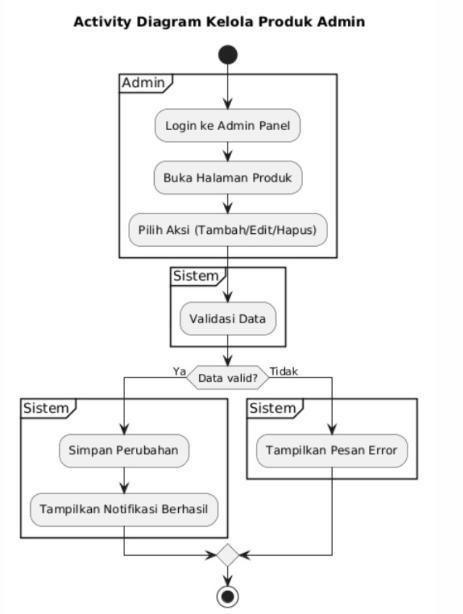 Activity Diagram Kelola Produk Admin
Admin
Login ke Admin Panel
Buka Halaman Produk
Pilih Aksi (Tambah/Edit/Hapus)
Sistem
Validasi Data
Ya
Data valid?
Tidak
Sistem
Simpan Perubahan
Tampilkan Notifikasi Berhasil
Sistem
Tampilkan Pesan Error